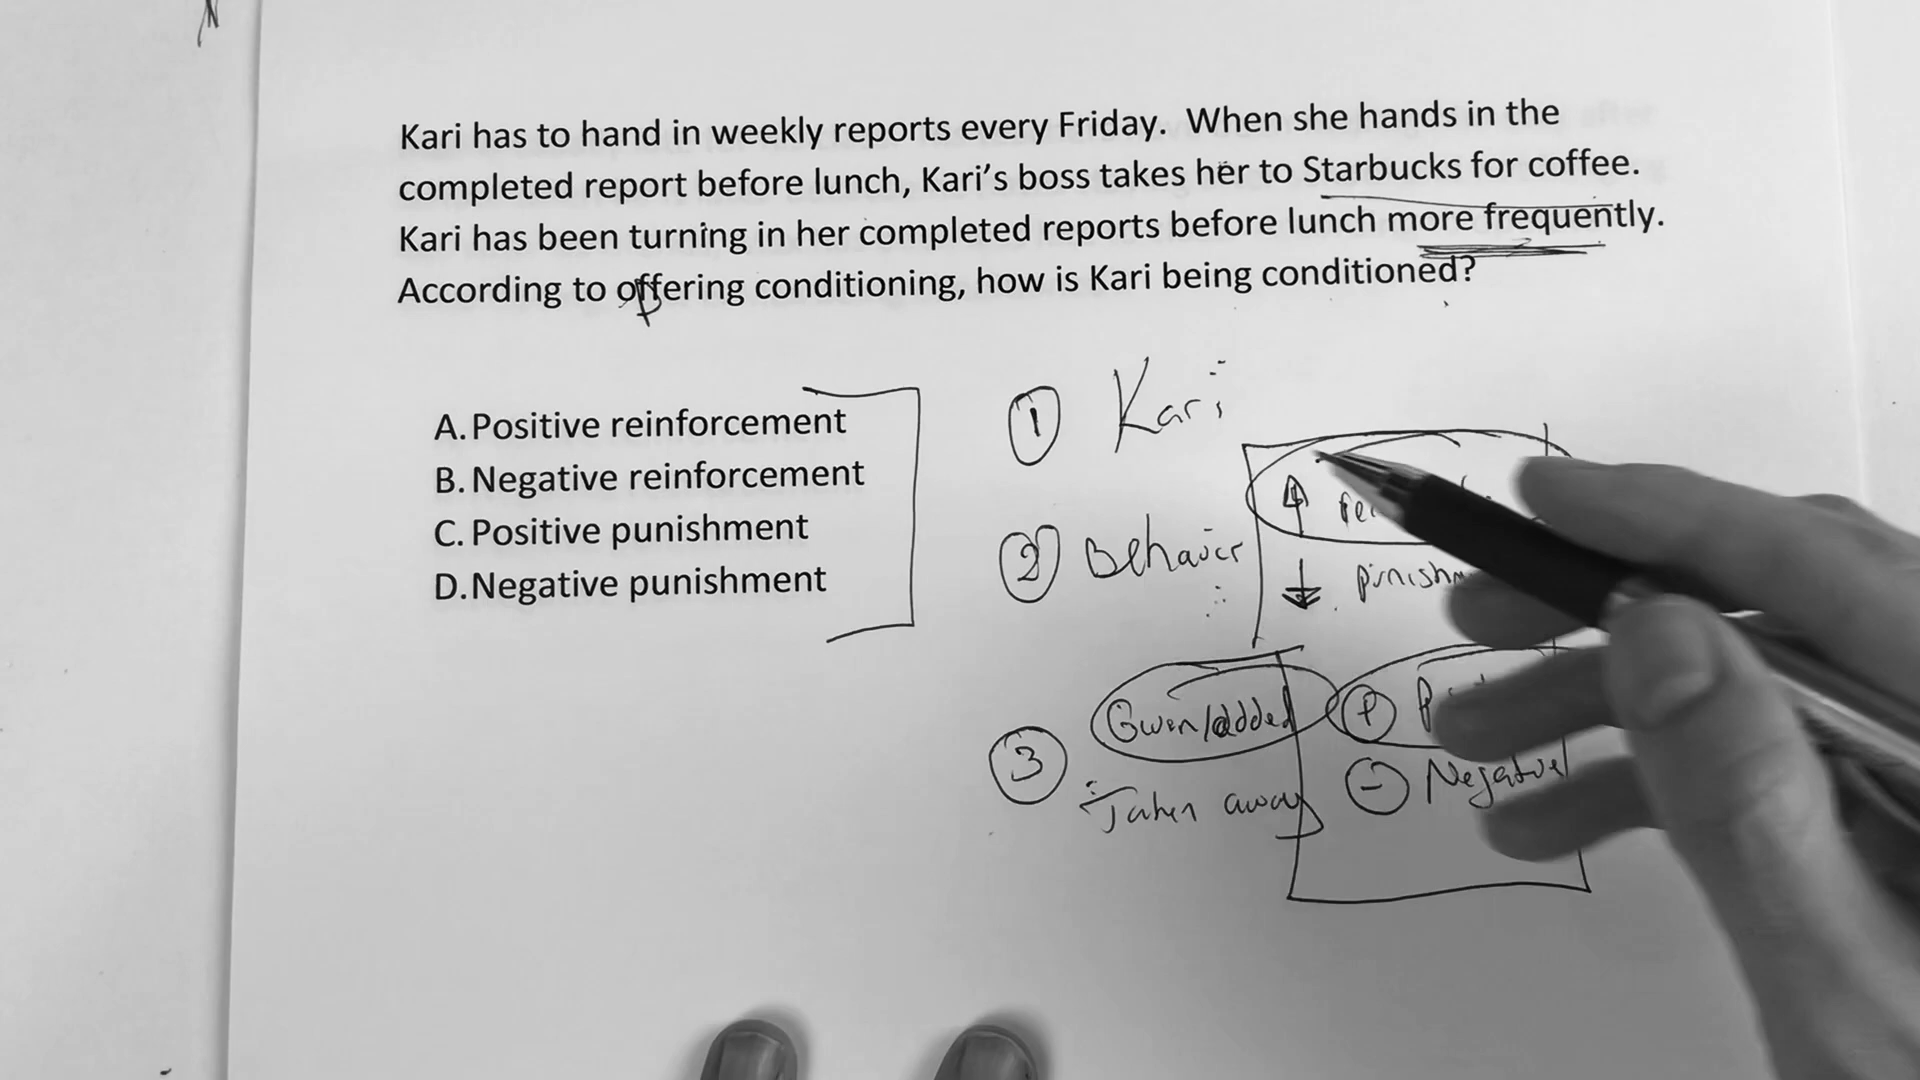 Kari has to hand in weekly reports every Friday. When she hands in the
completed report before lunch, Kari's boss takes her to Starbucks for coffee.
Kari has been turning in her completed reports before lunch more frequently.
According to offering conditioning, how is Kari being conditioned?
A. Positive reinforcement
B. Negative reinforcement
C. Positive punishment
D. Negative punishment
1 Kari
2 Behavior
↑
↓
3 Given/added + 
Taken away - Negative